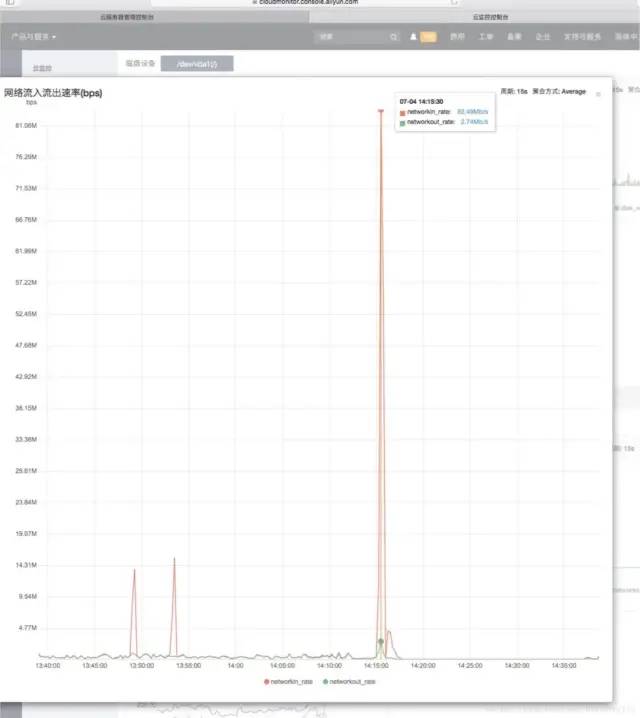 cloudmonitor.console.aliyun.com
云服务器管理控制台
云监控控制台
产品与服务
搜索
费用 工单 备案 企业 支持与服务 简体中
云监控
磁盘设备
网络流入流出速率(bps)
周期: 15s 聚合方式: Average
bps
07-04 14:15:30
networkin_rate: 82.49Mb/s
networkout_rate: 2.74Mb/s
81.06M
76.29M
71.53M
66.76M
61.99M
57.22M
52.45M
47.68M
42.92M
38.15M
33.38M
28.61M
23.84M
19.07M
14.31M
9.54M
4.77M
13:40:00 13:45:00 13:50:00 13:55:00 14:00 14:05:00 14:10:00 14:15:00 14:20:00 14:25:00 14:30:00 14:35:00
networkin_rate networkout_rate